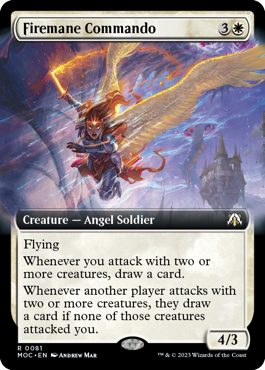 Firemane Commando 3
Creature — Angel Soldier
Flying
Whenever you attack with two or
more creatures, draw a card.
Whenever another player attacks with
two or more creatures, they draw
a card if none of those creatures
attacked you.
4/3
R 0081
MOC • EN Andrew Mar
™ & © 2023 Wizards of the Coast